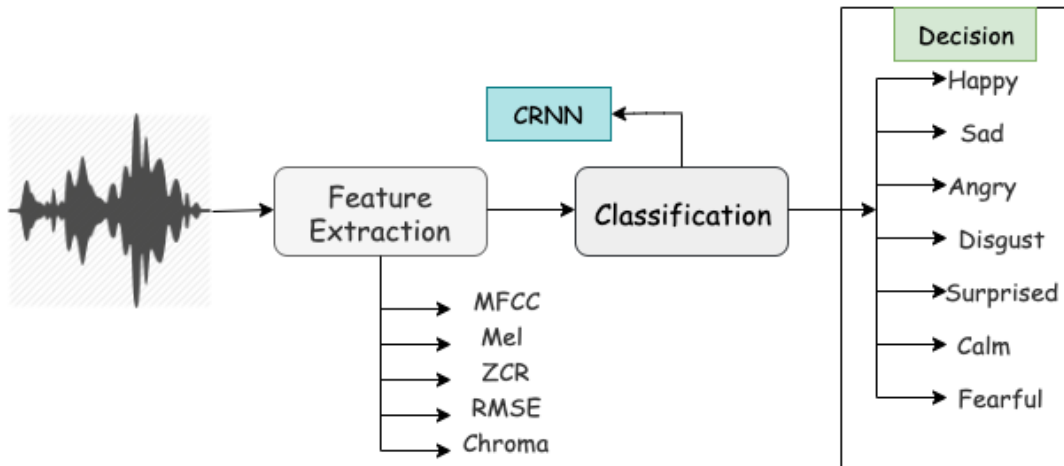 Feature
Extraction
MFCC
Mel
ZCR
RMSE
Chroma
CRNN
Classification
Decision
Happy
Sad
Angry
Disgust
Surprised
Calm
Fearful